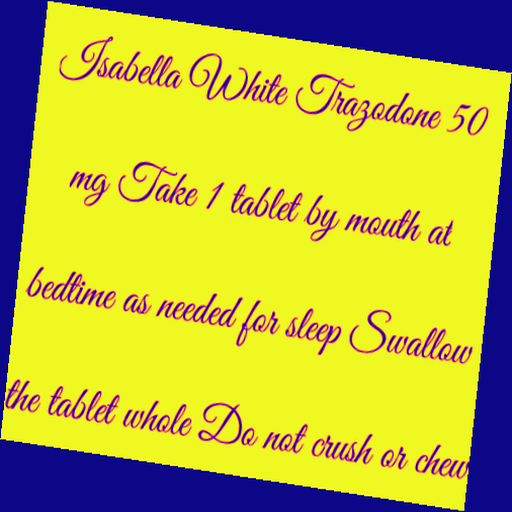 Isabella White Trazodone 50
mg Take 1 tablet by mouth at
bedtime as needed for sleep Swallow
the tablet whole Do not crush or chew